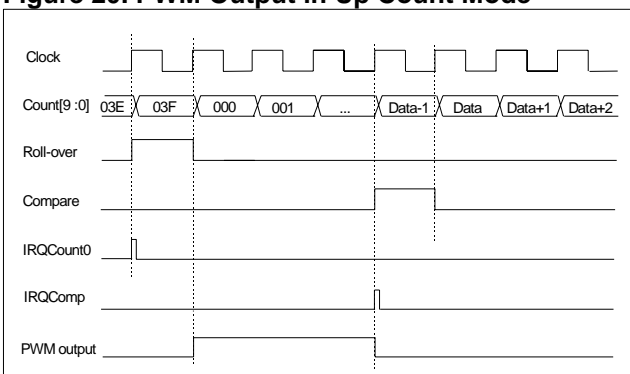 Figure 20. PWM Output in Up Count Mode
Clock
Count[9 :0] 03E 03F 000 001 ... Data-1 Data Data+1 Data+2
Roll-over
Compare
IRQCount0
IRQComp
PWM output